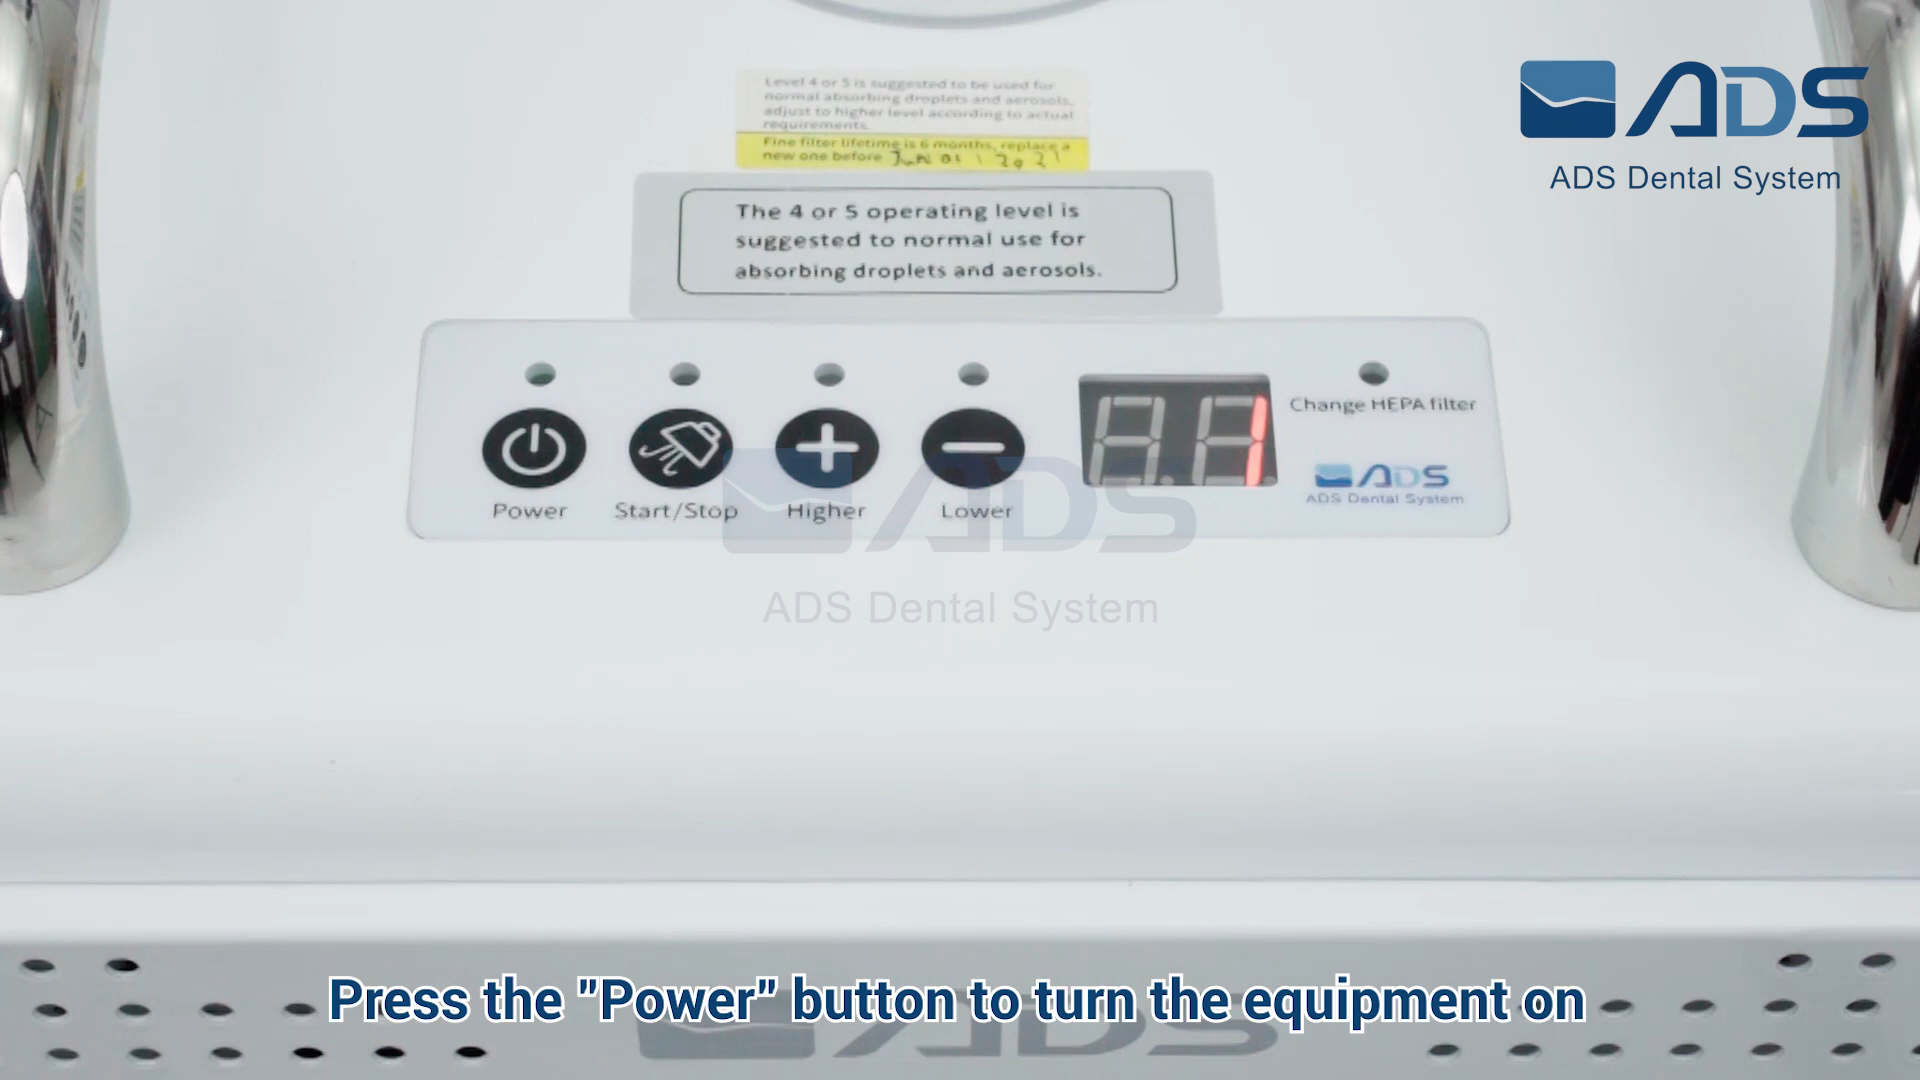 Level 4 or 5 is suggested to be used for
normal absorbing droplets and aerosols,
adjust to higher level according to actual
requirements.
Fine filter lifetime is 6 months, replace a
new one before Jun 01 2021
ADS
ADS Dental System
The 4 or 5 operating level is
suggested to normal use for
absorbing droplets and aerosols.
Change HEPA filter
1
ADS
ADS Dental System
Power
Start/Stop
Higher
Lower
ADS
ADS Dental System
Press the "Power" button to turn the equipment on
ADS